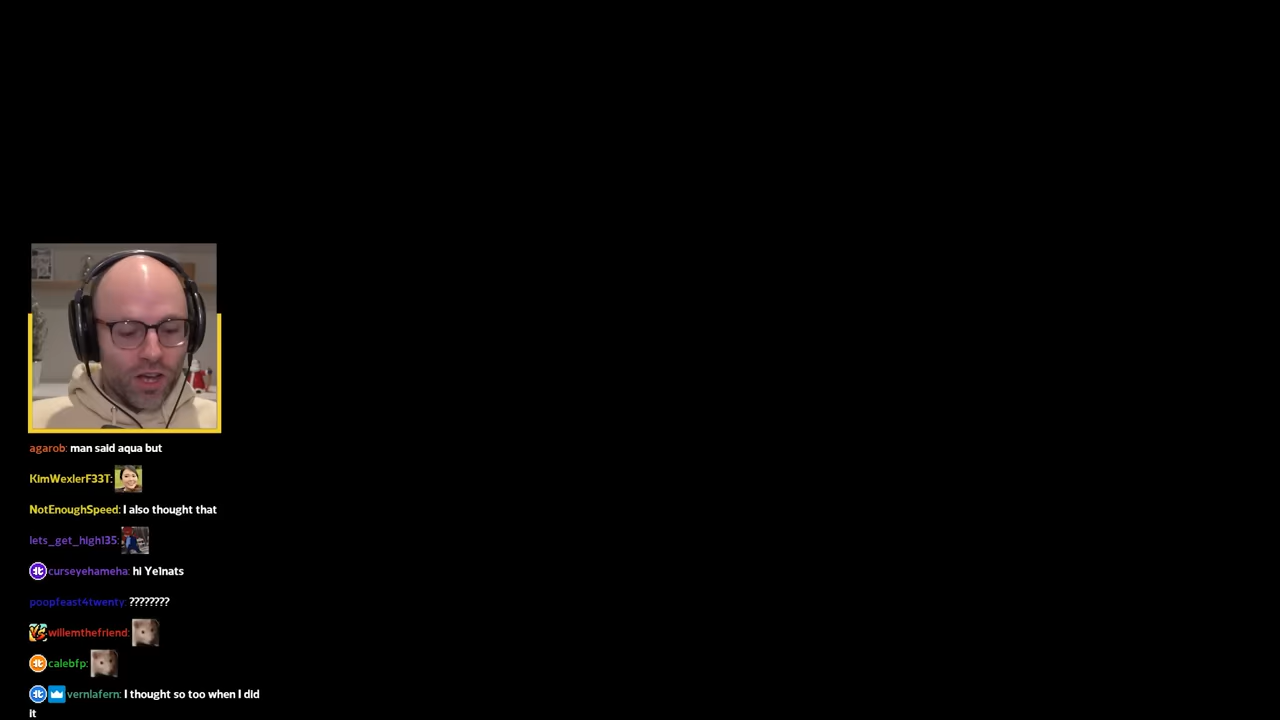 agarob: man said aqua but
KimWexlerF33T:
NotEnoughSpeed: I also thought that
lets_get_high135:
curseyehameha: hi Ye1nats
poopfeast4twenty: ????????
willemthefriend:
calebfp:
vernlafern: I thought so too when I did
it